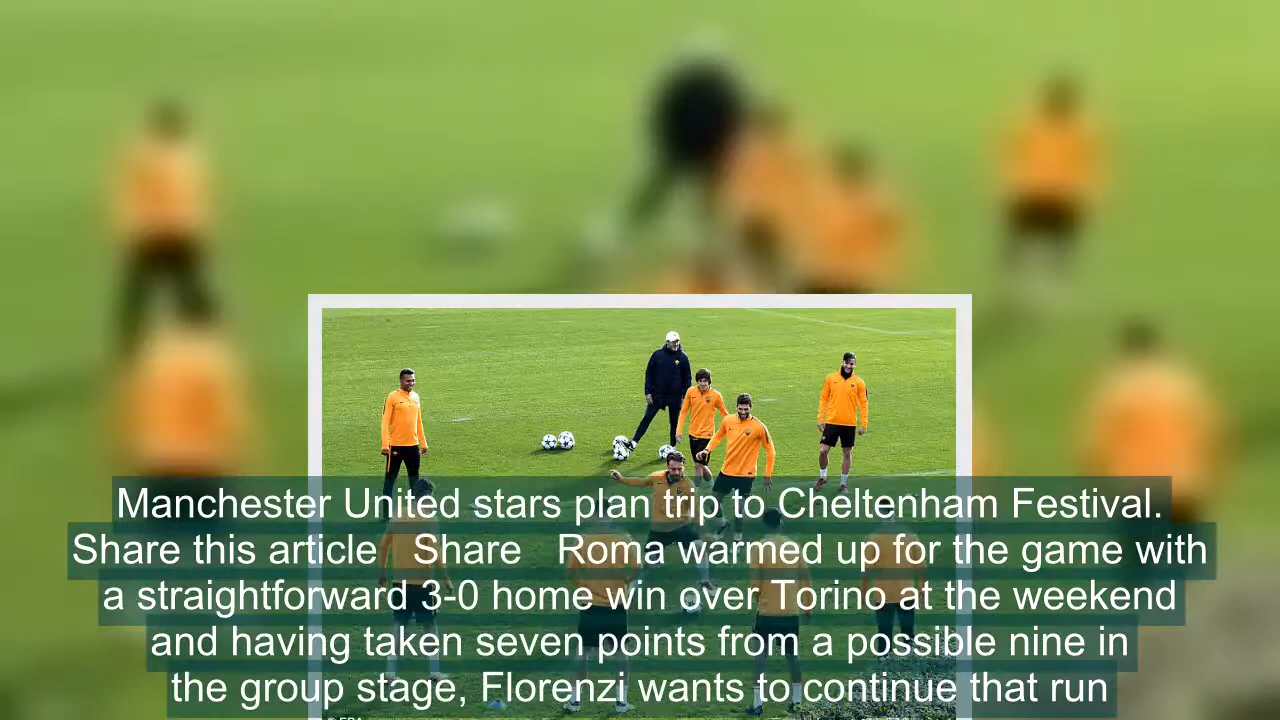 Manchester United stars plan trip to Cheltenham Festival.
Share this article   Share   Roma warmed up for the game with
a straightforward 3-0 home win over Torino at the weekend
and having taken seven points from a possible nine in
the group stage, Florenzi wants to continue that run
© EPA